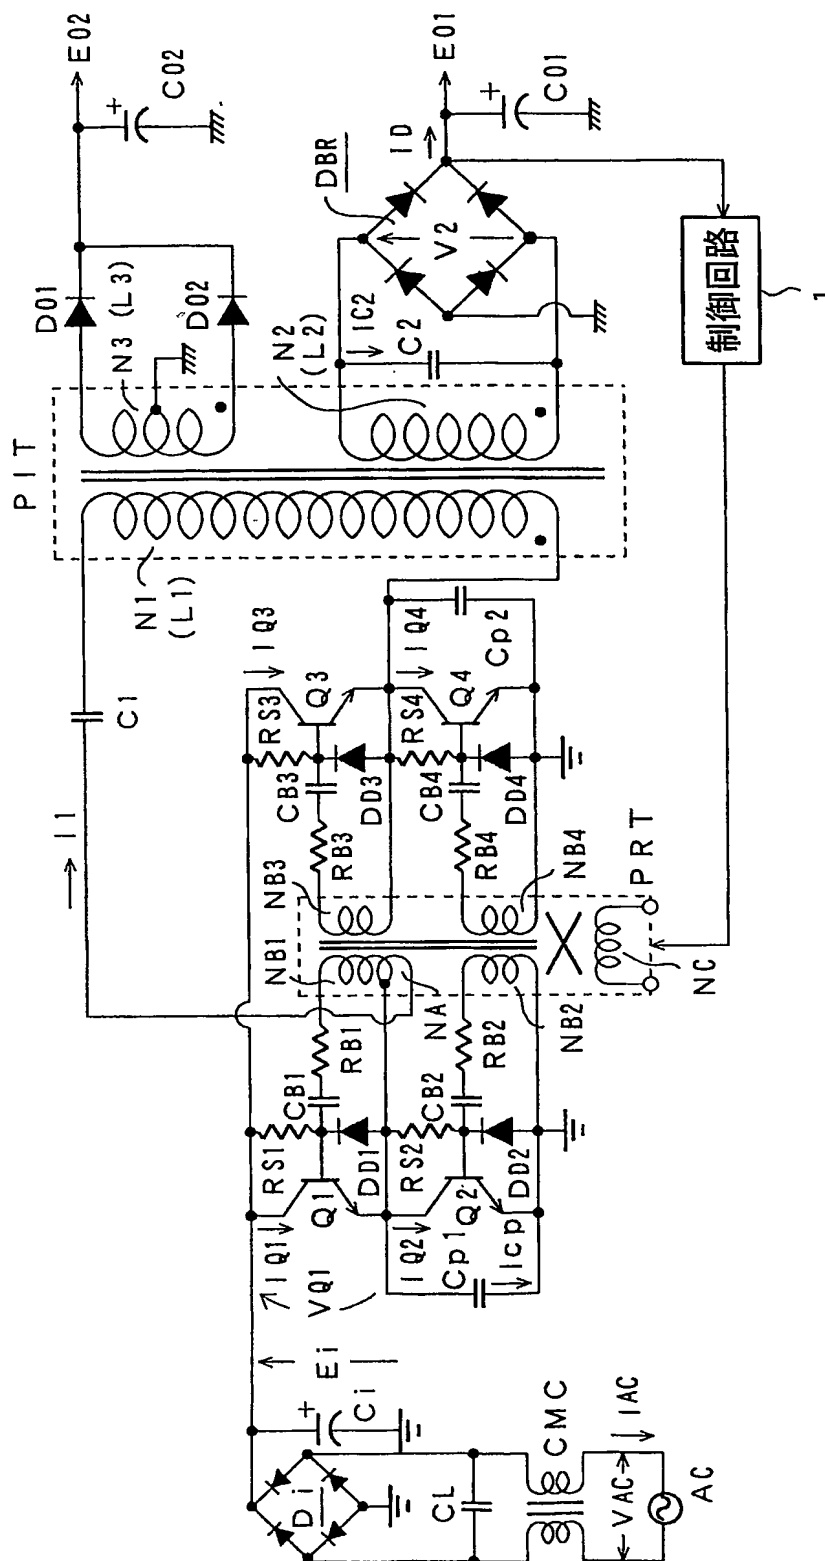 E02
C02
D01
N3 (L3)
D02
PIT
E01
C01
ID
DBR
V2
IC2
C2
N2
(L2)
制御回路
1
N1
(L1)
C1
I1
IQ3
Q3
RS3
CB3
RB3
DD3
NB3
IQ4
Q4
RS4
CB4
RB4
DD4
NB4
Cp2
PRT
NC
NB1
NA
NB2
RB1
CB1
RS1
DD1
Q1
IQ1
VQ1
RB2
CB2
RS2
DD2
Q2
IQ2
Cp1
Icp
Ei
Ci
Di
CL
CMC
IAC
VAC
AC